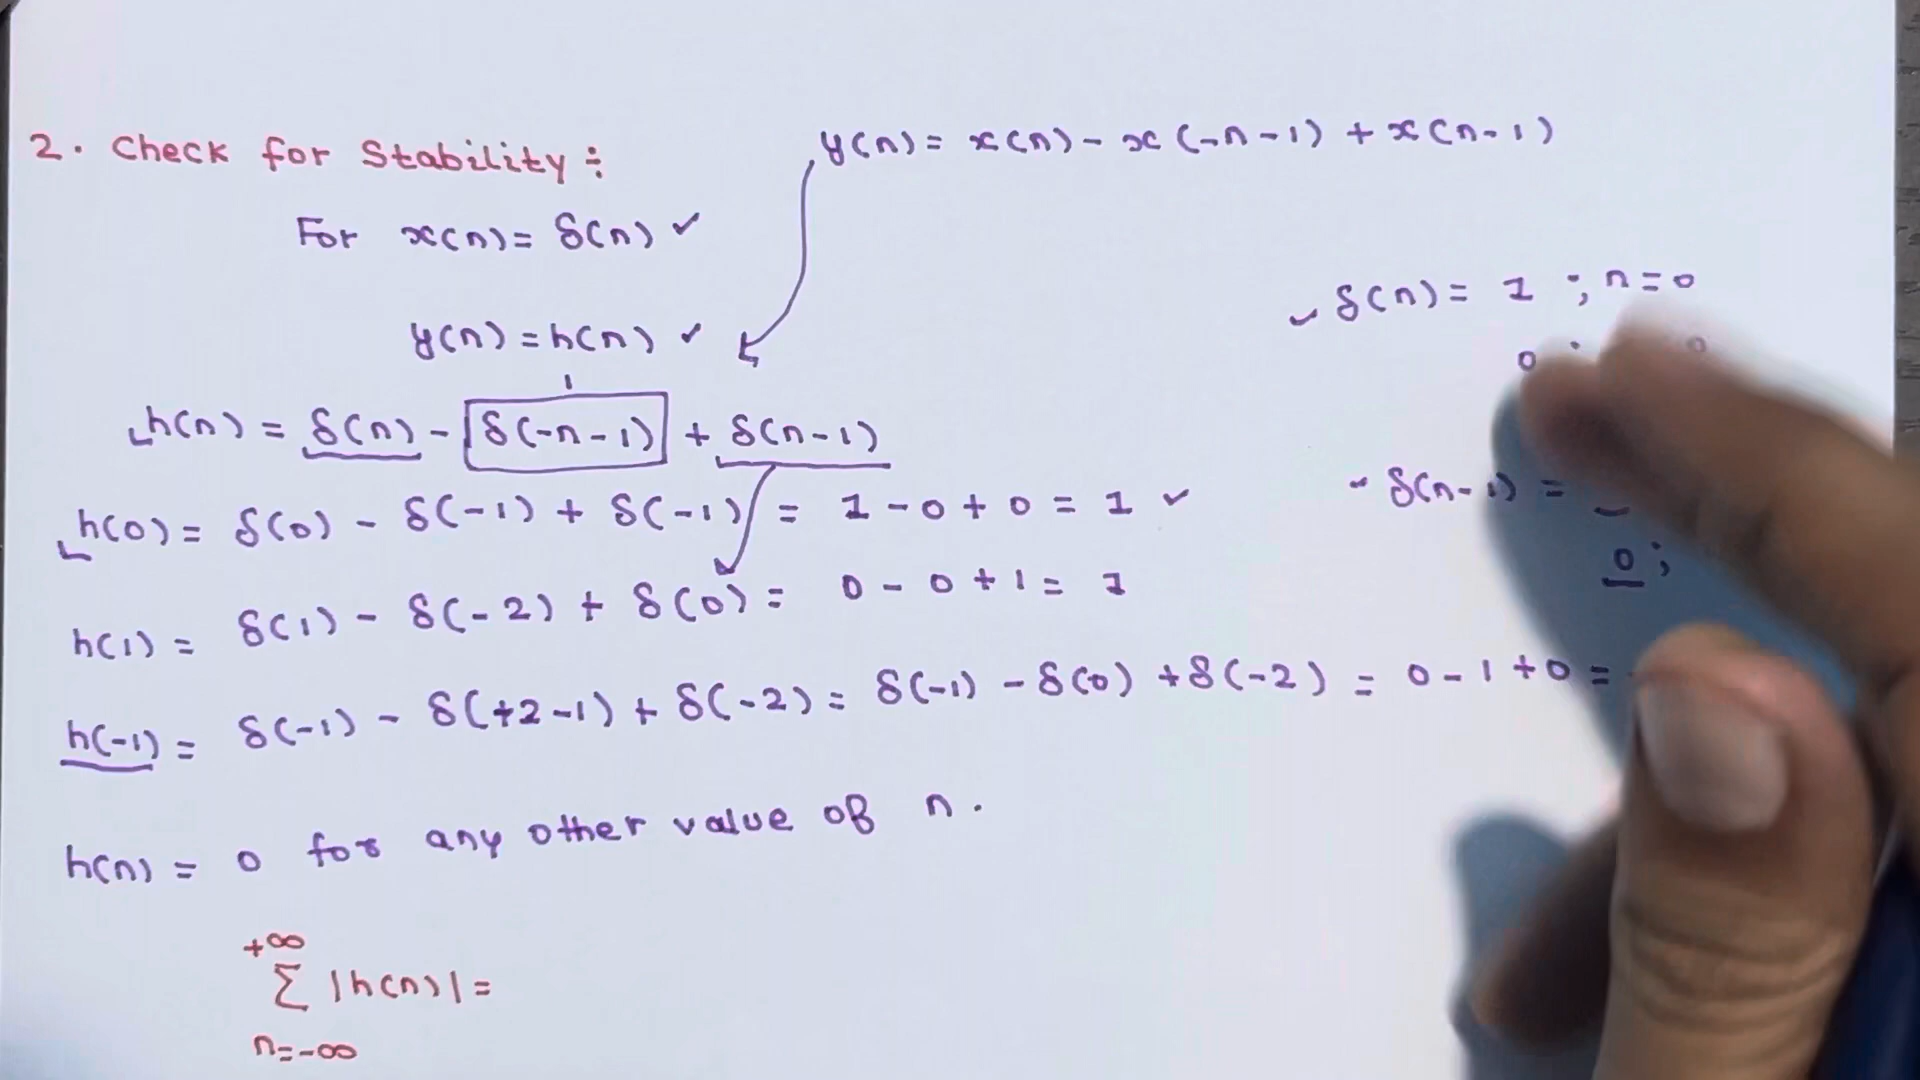 2. Check for Stability :
y(n) = x(n) - x(-n-1) + x(n-1)
For x(n) = δ(n) ✓
δ(n) = 1 ; n=0
0 ; 0
y(n) = h(n) ✓
h(n) = δ(n) - δ(-n-1) + δ(n-1)
δ(n-1) =
0 ;
h(0) = δ(0) - δ(-1) + δ(-1) = 1 - 0 + 0 = 1 ✓
h(1) = δ(1) - δ(-2) + δ(0) = 0 - 0 + 1 = 1
h(-1) = δ(-1) - δ(+2-1) + δ(-2) = δ(-1) - δ(0) + δ(-2) = 0 - 1 + 0 =
h(n) = 0 for any other value of n.
+∞
Σ |h(n)| =
n=-∞